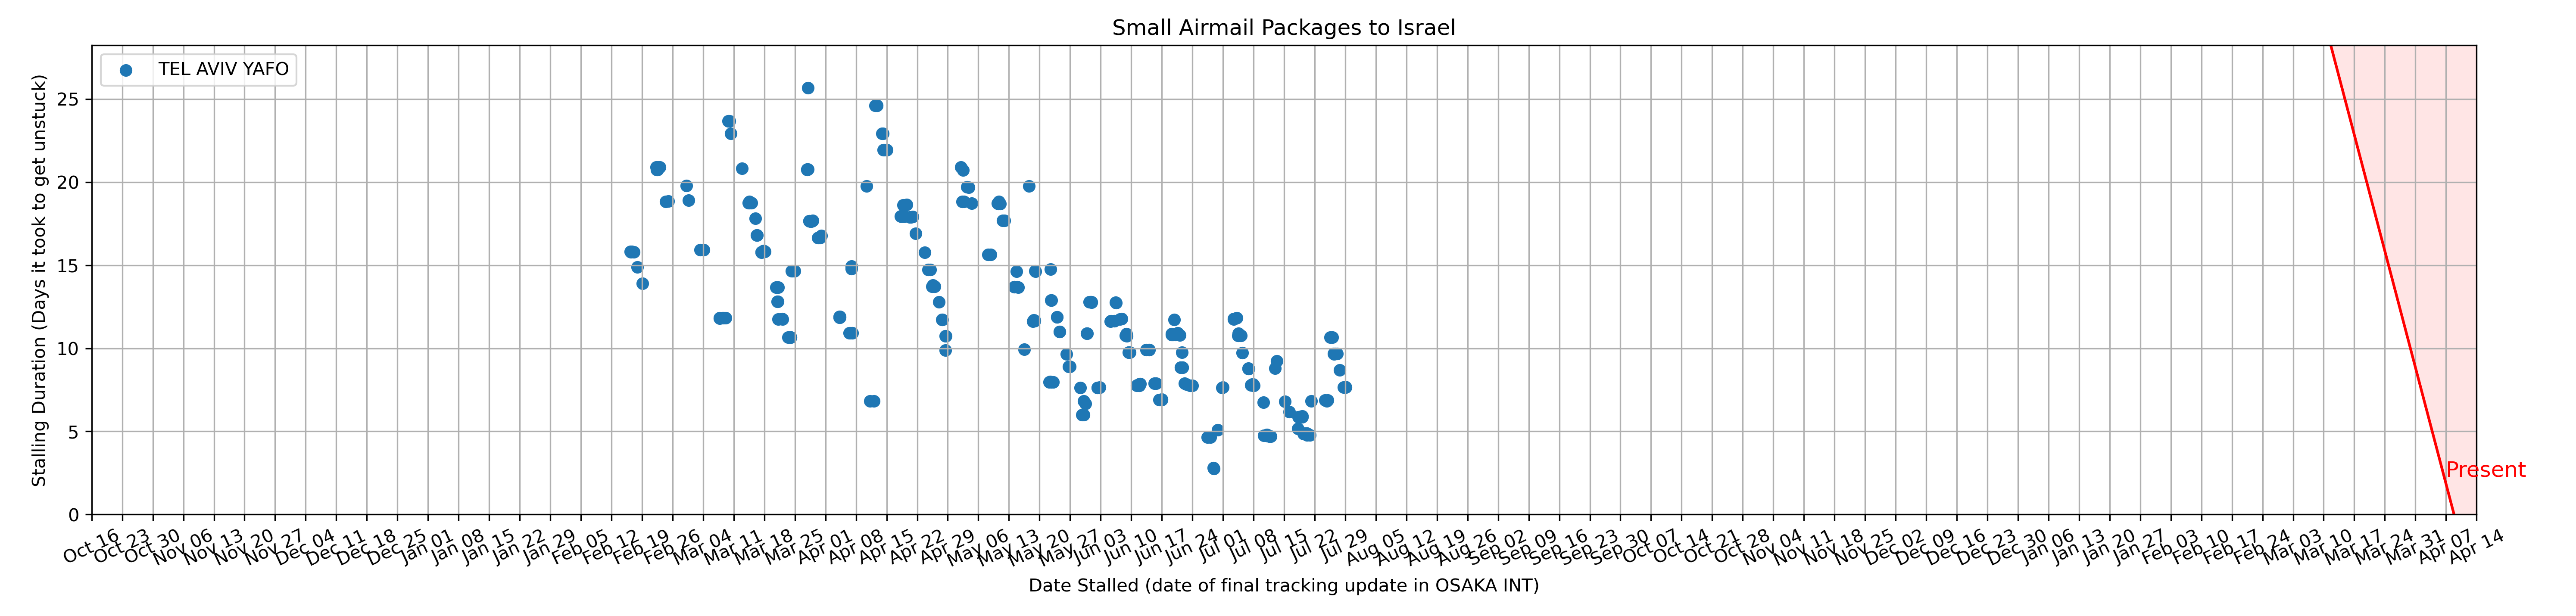 Small Airmail Packages to Israel
TEL AVIV YAFO
Stalling Duration (Days it took to get unstuck)
25
20
15
10
5
0
Present
Oct 16
Oct 23
Oct 30
Nov 06
Nov 13
Nov 20
Nov 27
Dec 04
Dec 11
Dec 18
Dec 25
Jan 01
Jan 08
Jan 15
Jan 22
Jan 29
Feb 05
Feb 12
Feb 19
Feb 26
Mar 04
Mar 11
Mar 18
Mar 25
Apr 01
Apr 08
Apr 15
Apr 22
Apr 29
May 06
May 13
May 20
May 27
Jun 03
Jun 10
Jun 17
Jun 24
Jul 01
Jul 08
Jul 15
Jul 22
Jul 29
Aug 05
Aug 12
Aug 19
Aug 26
Sep 02
Sep 09
Sep 16
Sep 23
Sep 30
Oct 07
Oct 14
Oct 21
Oct 28
Nov 04
Nov 11
Nov 18
Nov 25
Dec 02
Dec 09
Dec 16
Dec 23
Dec 30
Jan 06
Jan 13
Jan 20
Jan 27
Feb 03
Feb 10
Feb 17
Feb 24
Mar 03
Mar 10
Mar 17
Mar 24
Mar 31
Apr 07
Apr 14
Date Stalled (date of final tracking update in OSAKA INT)